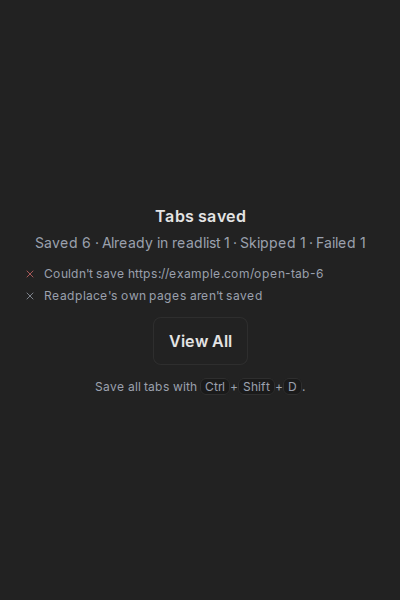 Tabs saved
Saved 6 · Already in readlist 1 · Skipped 1 · Failed 1
Couldn't save https://example.com/open-tab-6
Readplace's own pages aren't saved
View All
Save all tabs with Ctrl + Shift + D .